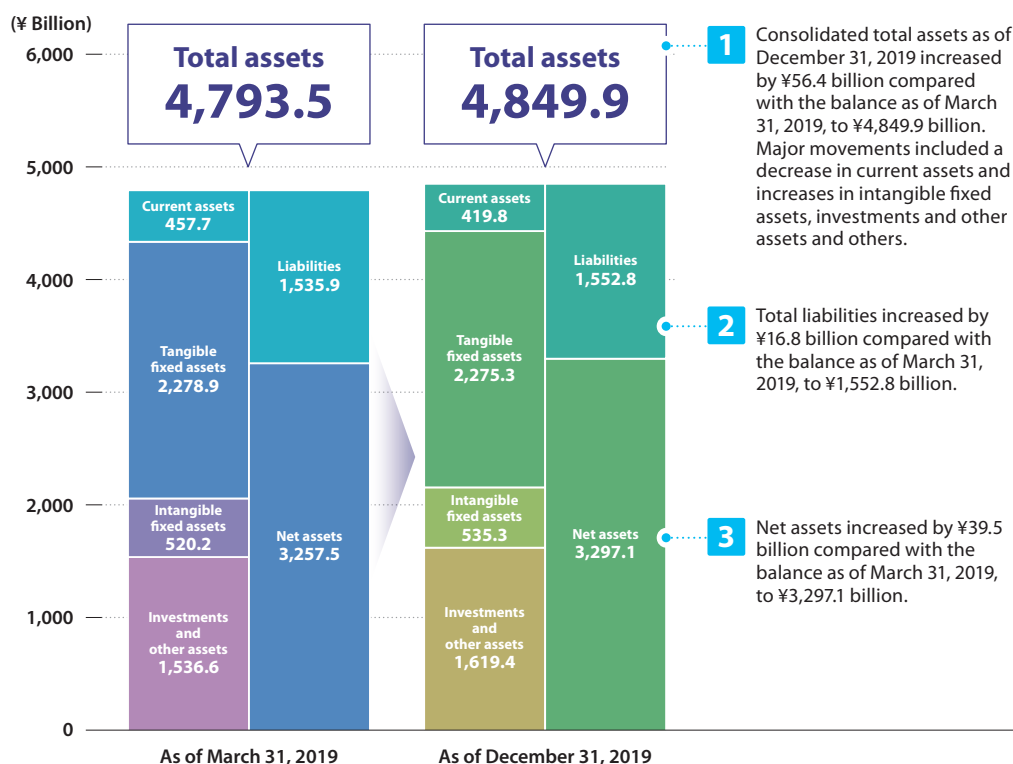 (¥ Billion)
6,000
5,000
4,000
3,000
2,000
1,000
0
Total assets
4,793.5
Current assets
457.7
Tangible
fixed assets
2,278.9
Intangible
fixed assets
520.2
Investments
and
other assets
1,536.6
Liabilities
1,535.9
Net assets
3,257.5
As of March 31, 2019
Total assets
4,849.9
Current assets
419.8
Tangible
fixed assets
2,275.3
Intangible
fixed assets
535.3
Investments
and
other assets
1,619.4
Liabilities
1,552.8
Net assets
3,297.1
As of December 31, 2019
1
Consolidated total assets as of
December 31, 2019 increased
by ¥56.4 billion compared
with the balance as of March
31, 2019, to ¥4,849.9 billion.
Major movements included a
decrease in current assets and
increases in intangible fixed
assets, investments and other
assets and others.
2
Total liabilities increased by
¥16.8 billion compared with
the balance as of March 31,
2019, to ¥1,552.8 billion.
3
Net assets increased by ¥39.5
billion compared with the
balance as of March 31, 2019,
to ¥3,297.1 billion.